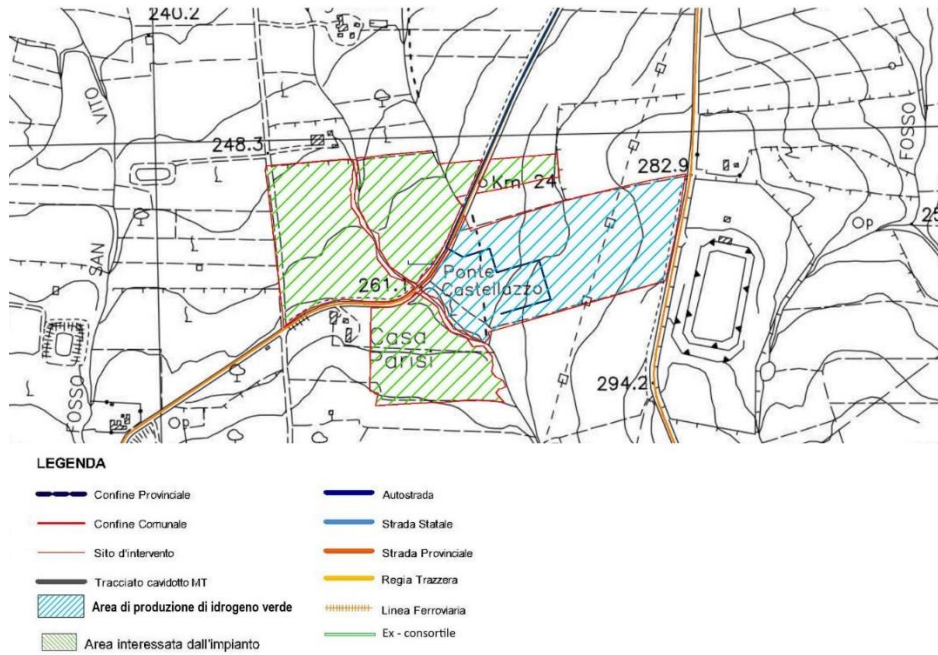 240.2
VITO
248.3
282.9
FOSSO
Km 24
Op
25
SAN
261.1
Ponte
Castellazzo
Casa
Parisi
294.2
FOSSO
Op
LEGENDA
Confine Provinciale
Autostrada
Confine Comunale
Strada Statale
Sito d'intervento
Strada Provinciale
Tracciato cavidotto MT
Regia Trazzera
Area di produzione di idrogeno verde
Linea Ferroviaria
Area interessata dall'impianto
Ex - consortile